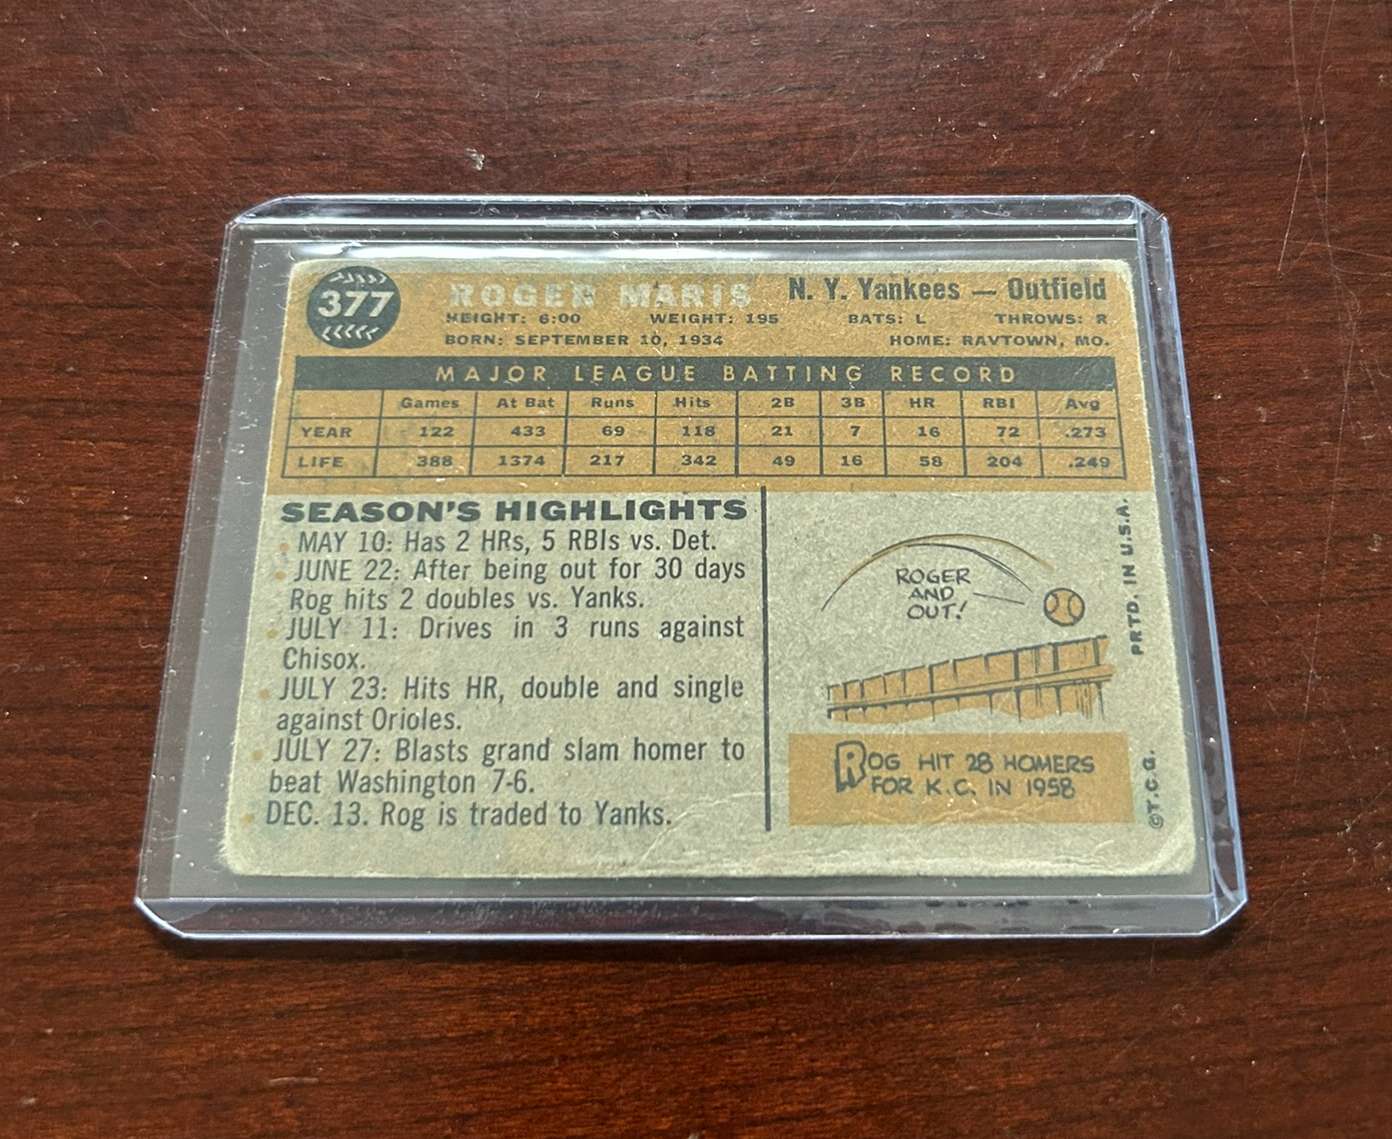 377
ROGER MARIS N. Y. Yankees — Outfield
HEIGHT: 6:00 WEIGHT: 195 BATS: L THROWS: R
BORN: SEPTEMBER 10, 1934 HOME: RAYTOWN, MO.
MAJOR LEAGUE BATTING RECORD
Games At Bat Runs Hits 2B 3B HR RBI Avg
YEAR 122 433 69 118 21 7 16 72 .273
LIFE 388 1374 217 342 49 16 58 204 .249
SEASON'S HIGHLIGHTS
MAY 10: Has 2 HRs, 5 RBIs vs. Det.
JUNE 22: After being out for 30 days
Rog hits 2 doubles vs. Yanks.
JULY 11: Drives in 3 runs against
Chisox.
JULY 23: Hits HR, double and single
against Orioles.
JULY 27: Blasts grand slam homer to
beat Washington 7-6.
DEC. 13. Rog is traded to Yanks.
ROGER
AND
OUT!
ROG HIT 28 HOMERS
FOR K.C. IN 1958
©T.C.G. PRTD. IN U.S.A.